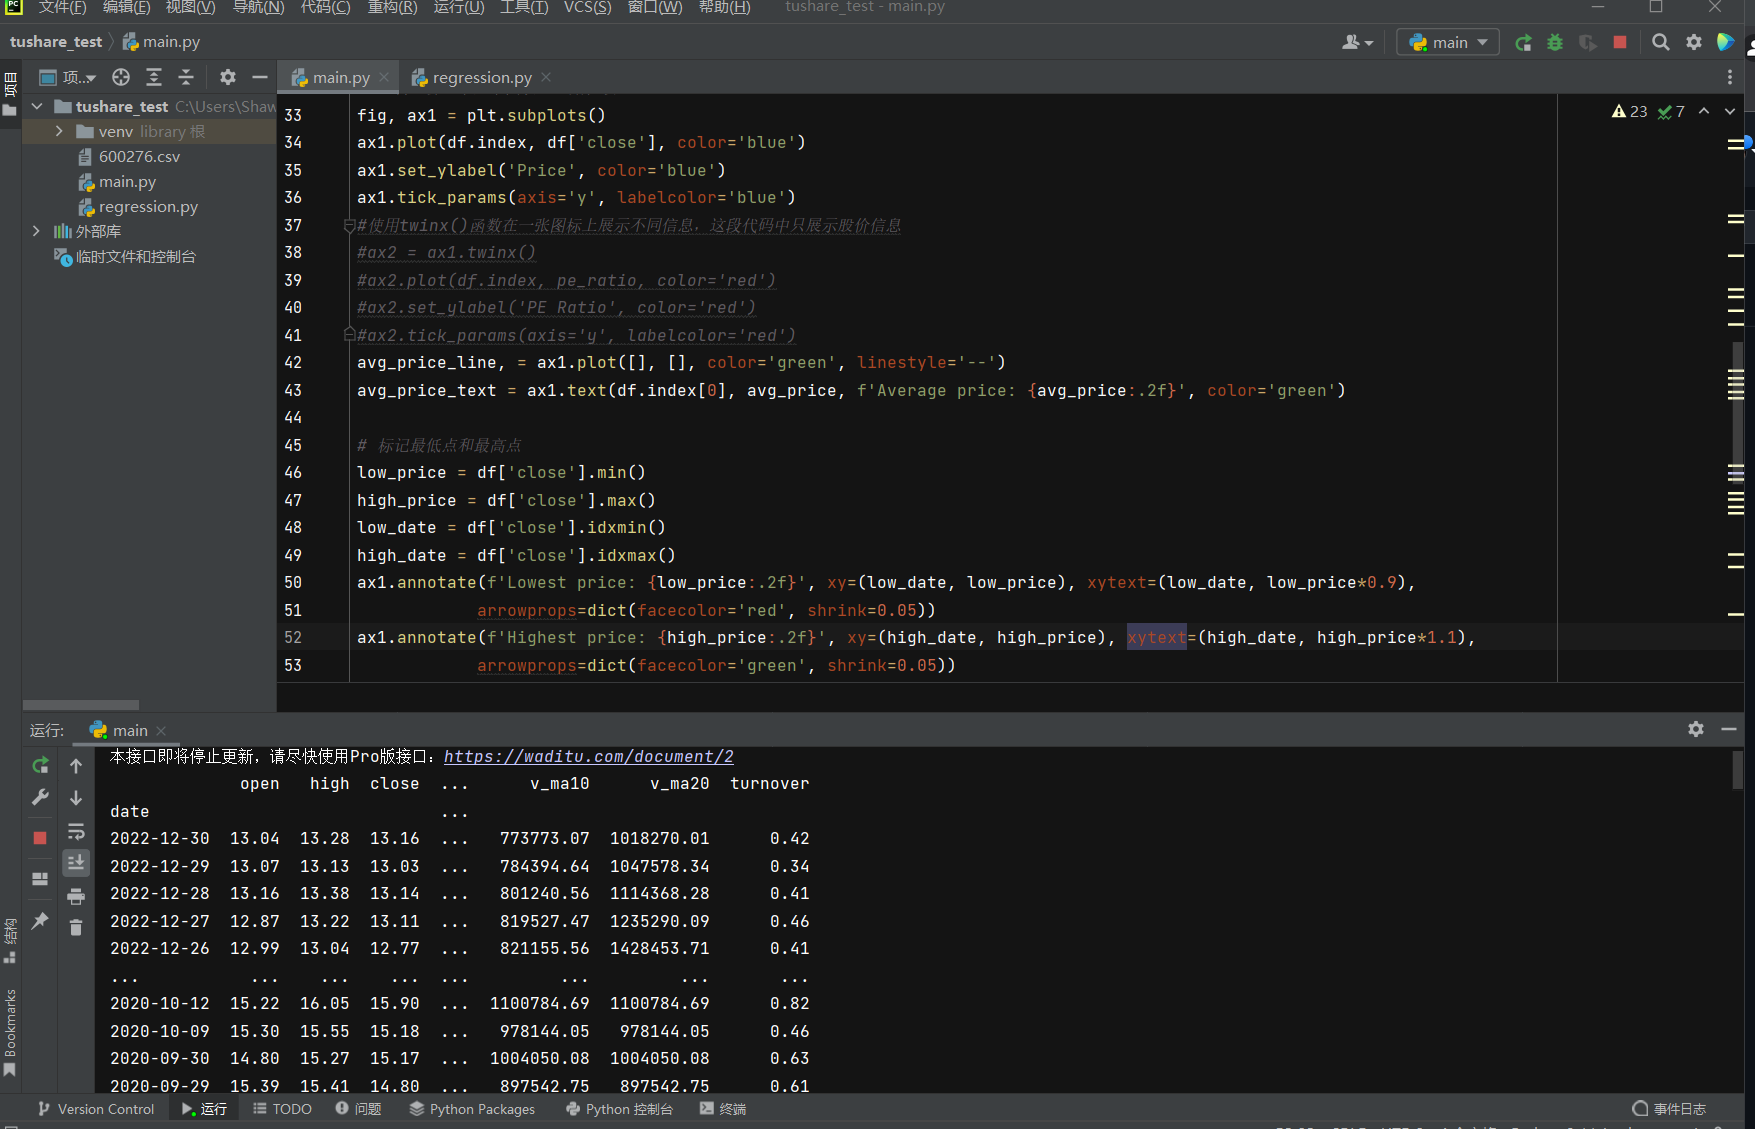 文件(F) 编辑(E) 视图(V) 导航(N) 代码(C) 重构(R) 运行(U) 工具(T) VCS(S) 窗口(W) 帮助(H) tushare_test - main.py
tushare_test main.py
main
项目
项..
main.py
regression.py
tushare_test C:\Users\Shaw
venv library 根
600276.csv
main.py
regression.py
外部库
临时文件和控制台
23 7
33 fig, ax1 = plt.subplots()
34 ax1.plot(df.index, df['close'], color='blue')
35 ax1.set_ylabel('Price', color='blue')
36 ax1.tick_params(axis='y', labelcolor='blue')
37 #使用twinx()函数在一张图标上展示不同信息，这段代码中只展示股价信息
38 #ax2 = ax1.twinx()
39 #ax2.plot(df.index, pe_ratio, color='red')
40 #ax2.set_ylabel('PE Ratio', color='red')
41 #ax2.tick_params(axis='y', labelcolor='red')
42 avg_price_line, = ax1.plot([], [], color='green', linestyle='--')
43 avg_price_text = ax1.text(df.index[0], avg_price, f'Average price: {avg_price:.2f}', color='green')
44
45 # 标记最低点和最高点
46 low_price = df['close'].min()
47 high_price = df['close'].max()
48 low_date = df['close'].idxmin()
49 high_date = df['close'].idxmax()
50 ax1.annotate(f'Lowest price: {low_price:.2f}', xy=(low_date, low_price), xytext=(low_date, low_price*0.9),
51 arrowprops=dict(facecolor='red', shrink=0.05))
52 ax1.annotate(f'Highest price: {high_price:.2f}', xy=(high_date, high_price), xytext=(high_date, high_price*1.1),
53 arrowprops=dict(facecolor='green', shrink=0.05))
运行: main
本接口即将停止更新，请尽快使用Pro版接口：https://waditu.com/document/2
open high close ... v_ma10 v_ma20 turnover
date ...
2022-12-30 13.04 13.28 13.16 ... 773773.07 1018270.01 0.42
2022-12-29 13.07 13.13 13.03 ... 784394.64 1047578.34 0.34
2022-12-28 13.16 13.38 13.14 ... 801240.56 1114368.28 0.41
2022-12-27 12.87 13.22 13.11 ... 819527.47 1235290.09 0.46
2022-12-26 12.99 13.04 12.77 ... 821155.56 1428453.71 0.41
... ... ... ... ... ... ... ...
2020-10-12 15.22 16.05 15.90 ... 1100784.69 1100784.69 0.82
2020-10-09 15.30 15.55 15.18 ... 978144.05 978144.05 0.46
2020-09-30 14.80 15.27 15.17 ... 1004050.08 1004050.08 0.63
2020-09-29 15.39 15.41 14.80 ... 897542.75 897542.75 0.61
结构
Bookmarks
Version Control 运行 TODO 问题 Python Packages Python 控制台 终端 事件日志